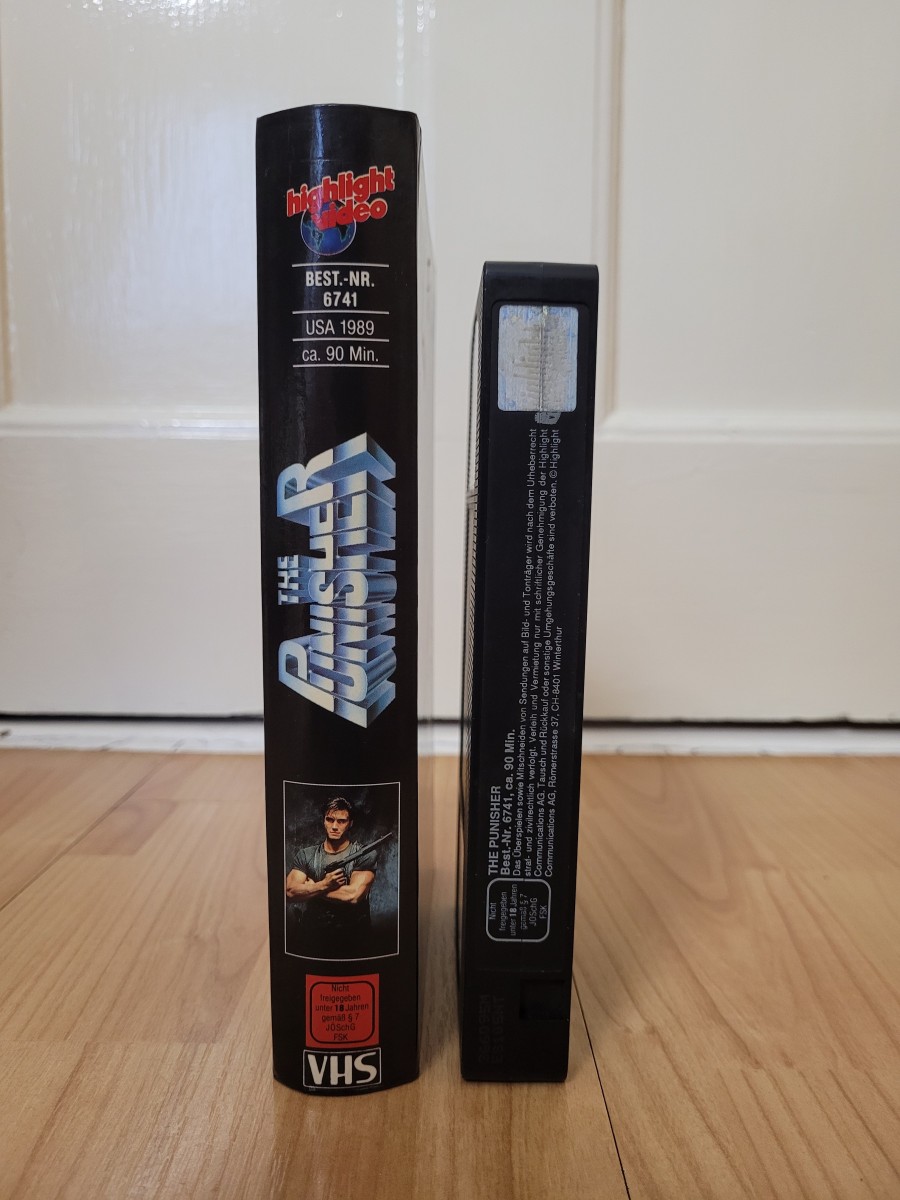 highlight
video
BEST.-NR.
6741
USA 1989
ca. 90 Min.
THE
PUNISHER
Nicht
freigegeben
unter 18 Jahren
gemäß § 7
JÖSchG
FSK
VHS
THE PUNISHER
Best.-Nr. 6741, ca. 90 Min.
Das Überspielen sowie Mitschneiden von Sendungen auf Bild- und Tonträger wird nach dem Urheberrecht
straf- und zivilrechtlich verfolgt. Verleih und Vermietung nur mit schriftlicher Genehmigung der Highlight
Communications AG, Tausch und Rückkauf oder sonstige Umgehungsgeschäfte sind verboten. © Highlight
Communications AG, Römerstrasse 37, CH-8401 Winterthur
Nicht
freigegeben
unter 18 Jahren
gemäß § 7
JÖSchG
FSK